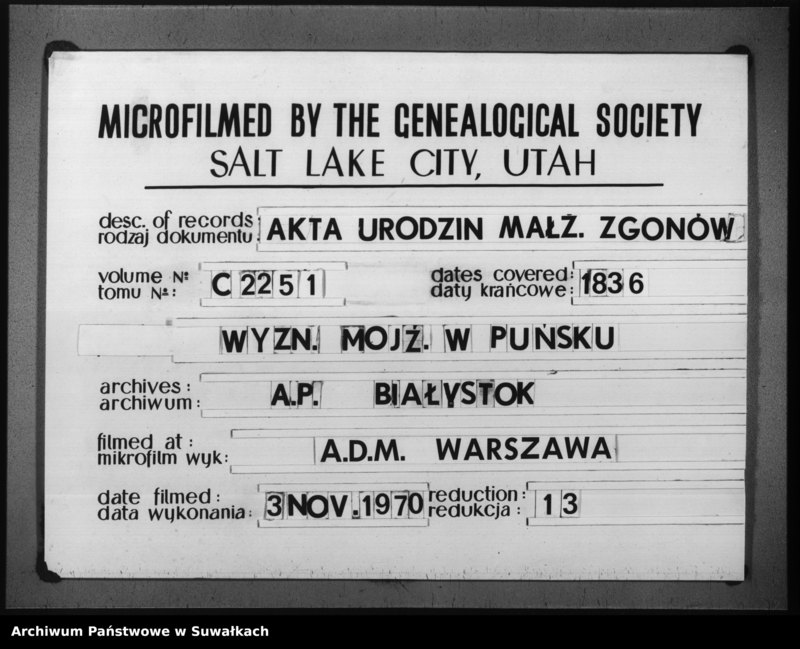 MICROFILMED BY THE GENEALOGICAL SOCIETY
SALT LAKE CITY, UTAH
desc. of records
rodzaj dokumentu: AKTA URODZIN MAŁŻ. ZGONÓW
volume No
tomu No: C 2251
dates covered:
daty krańcowe: 1836
WYZN. MOJŻ. W PUŃSKU
archives:
archiwum: A.P. BIAŁYSTOK
filmed at:
mikrofilm wyk: A.D.M. WARSZAWA
date filmed:
data wykonania: 3 NOV. 1970
reduction:
redukcja: 13
Archiwum Państwowe w Suwałkach